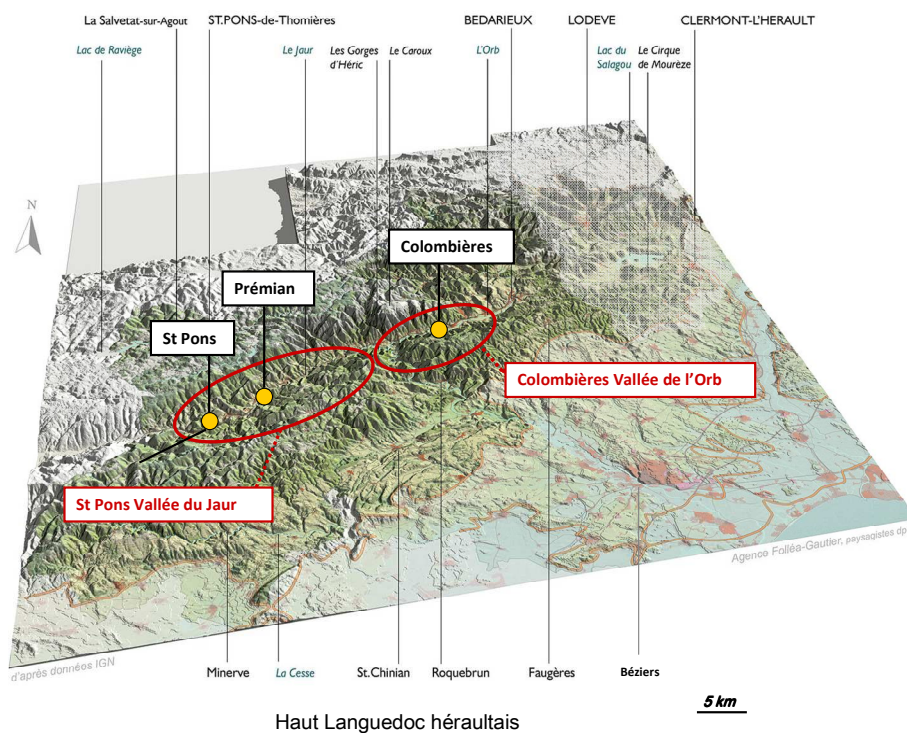 La Salvetat-sur-Agout
ST.PONS-de-Thomières
BEDARIEUX
LODEVE
CLERMONT-L'HERAULT
Lac de Raviège
Le Jaur
Les Gorges
d'Héric
Le Caroux
L'Orb
Lac du
Salagou
Le Cirque
de Mourèze
N
Colombières
Prémian
St Pons
Colombières Vallée de l'Orb
St Pons Vallée du Jaur
Agence Folléa-Gautier, paysagistes dp
d'après données IGN
Minerve
La Cesse
St.Chinian
Roquebrun
Faugères
Béziers
5 km
Haut Languedoc héraultais